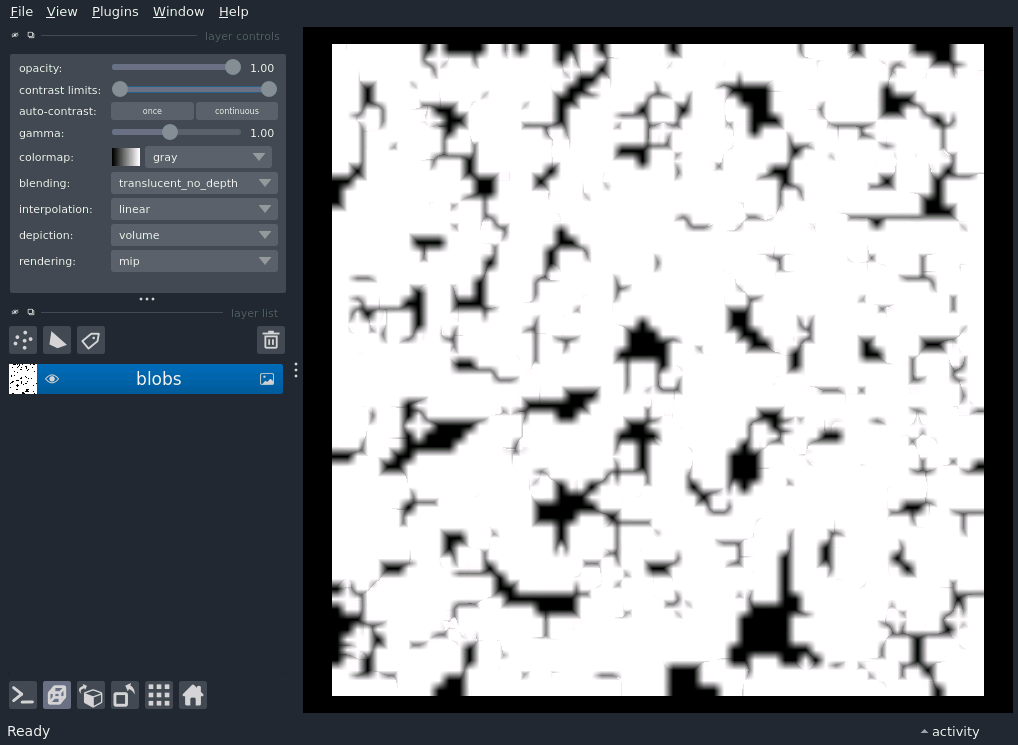 File View Plugins Window Help
layer controls
opacity: 1.00
contrast limits:
auto-contrast: once continuous
gamma: 1.00
colormap: gray
blending: translucent_no_depth
interpolation: linear
depiction: volume
rendering: mip
layer list
blobs
Ready activity